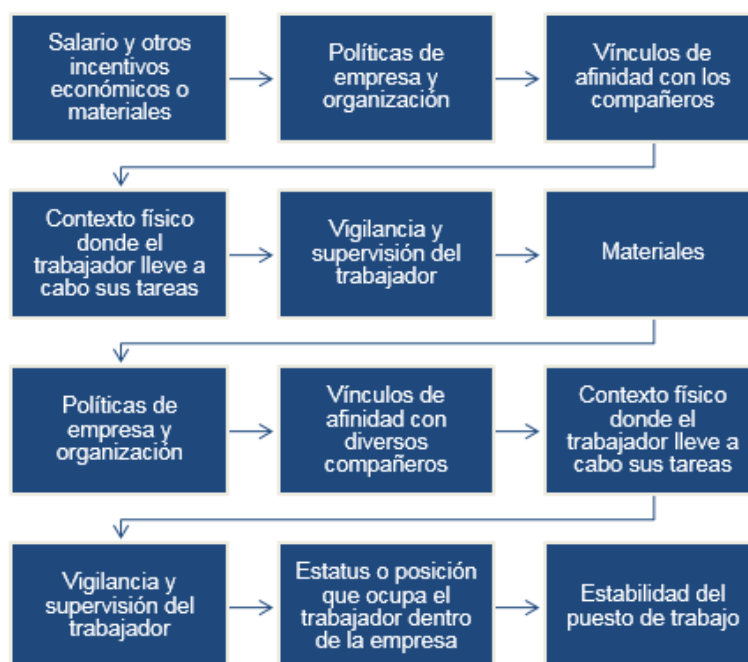 Salario y otros
incentivos
económicos o
materiales
Políticas de
empresa y
organización
Vínculos de
afinidad con los
compañeros
Contexto físico
donde el
trabajador lleve a
cabo sus tareas
Vigilancia y
supervisión del
trabajador
Materiales
Políticas de
empresa y
organización
Vínculos de
afinidad con
diversos
compañeros
Contexto físico
donde el
trabajador lleve a
cabo sus tareas
Vigilancia y
supervisión del
trabajador
Estatus o posición
que ocupa el
trabajador dentro
de la empresa
Estabilidad del
puesto de trabajo